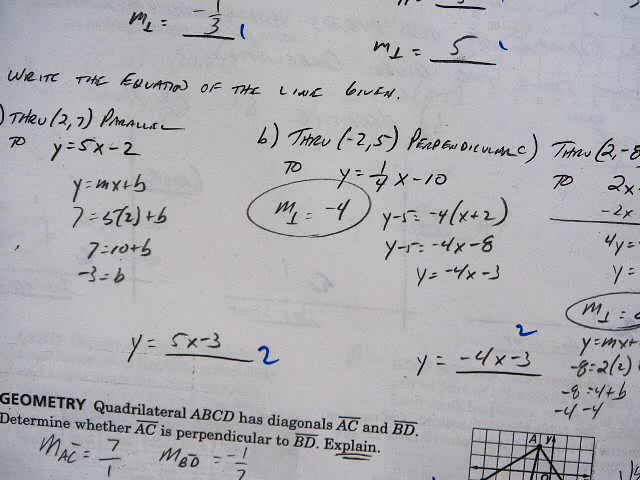 m⊥ = -1/3 1
m⊥ = 5
WRITE THE EQUATION OF THE LINE GIVEN.
) THRU (2,7) PARALLEL
TO y=5x-2
y=mx+b
7=5(2)+b
7=10+b
-3=b
y= 5x-3 2
b) THRU (-2,5) PERPENDICULAR
TO y=1/4 x-10
m⊥ = -4
y-5=-4(x+2)
y-5=-4x-8
y=-4x-3
2
y= -4x-3
c) THRU (2,-8
TO 2x
-2x
4y=
y=
m⊥ =
y=mx+
-8=2(2)
-8=4+b
-4 -4
GEOMETRY Quadrilateral ABCD has diagonals AC and BD.
Determine whether AC is perpendicular to BD. Explain.
mAC = 7/1 mBD = -1/7
A y